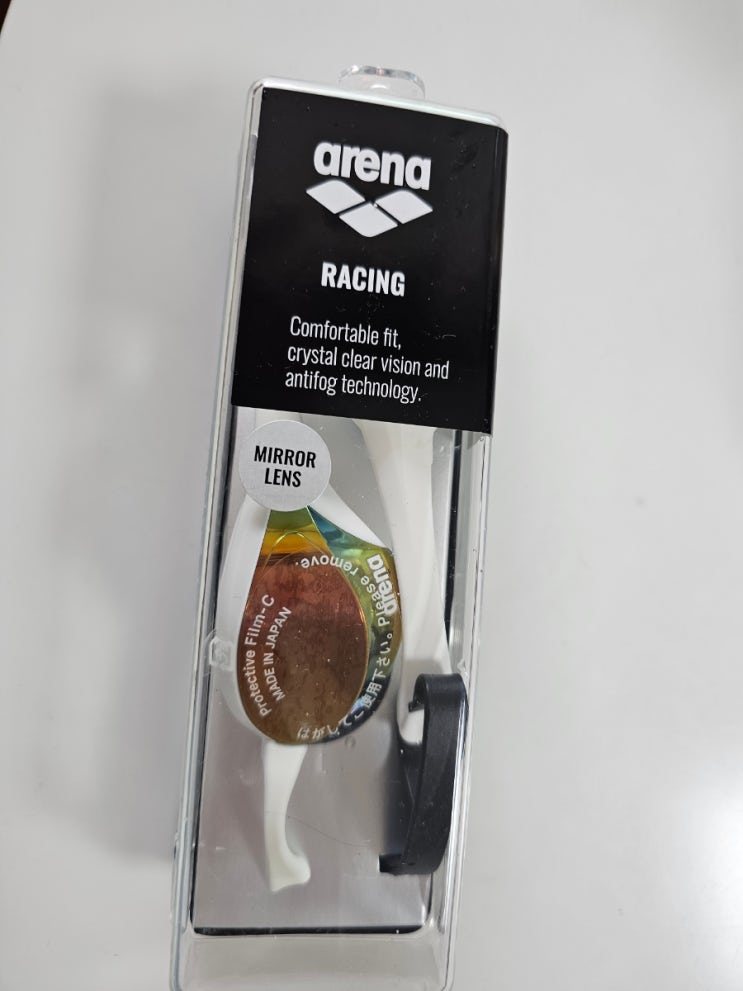 arena
RACING
Comfortable fit,
crystal clear vision and
antifog technology.
MIRROR
LENS
arena
Protective Film-C
MADE IN JAPAN
はがしてご使用下さい。Please remove.